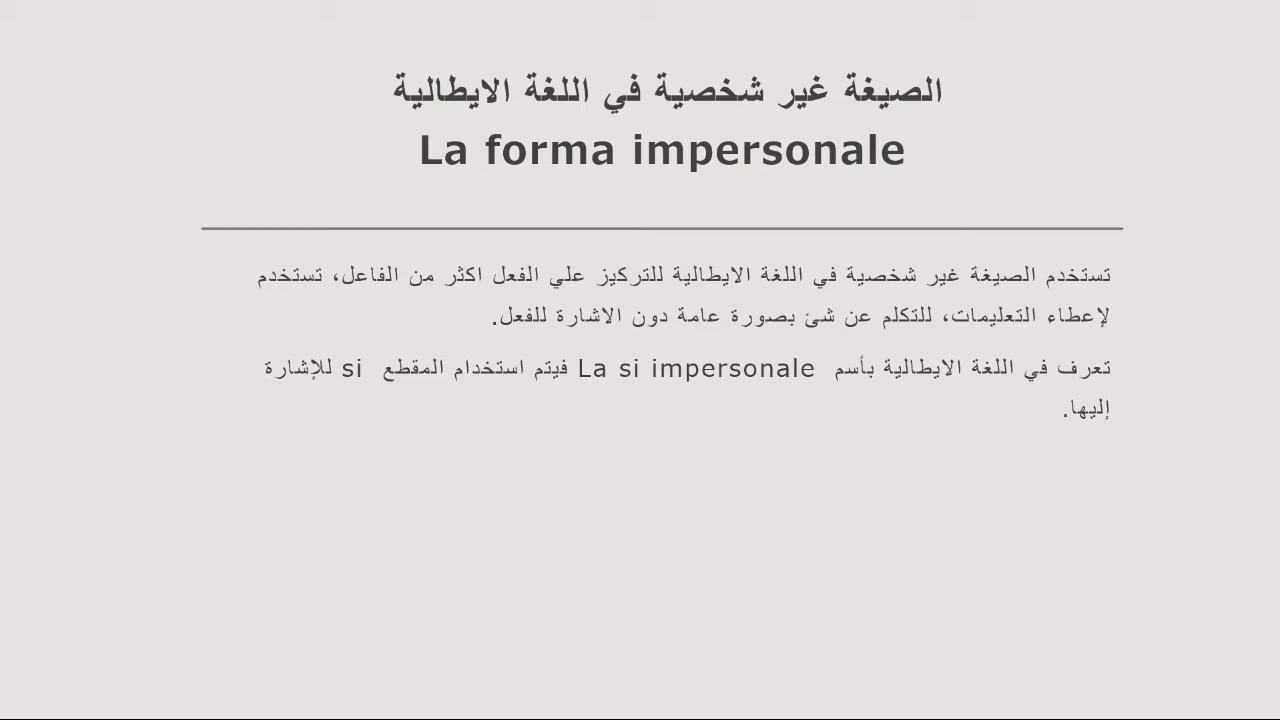 الصيغة غير شخصية في اللغة الايطالية
La forma impersonale
تستخدم الصيغة غير شخصية في اللغة الايطالية للتركيز علي الفعل اكثر من الفاعل، تستخدم
لإعطاء التعليمات، للتكلم عن شئ بصورة عامة دون الاشارة للفعل.
تعرف في اللغة الايطالية بأسم La si impersonale فيتم استخدام المقطع si للإشارة
إليها.